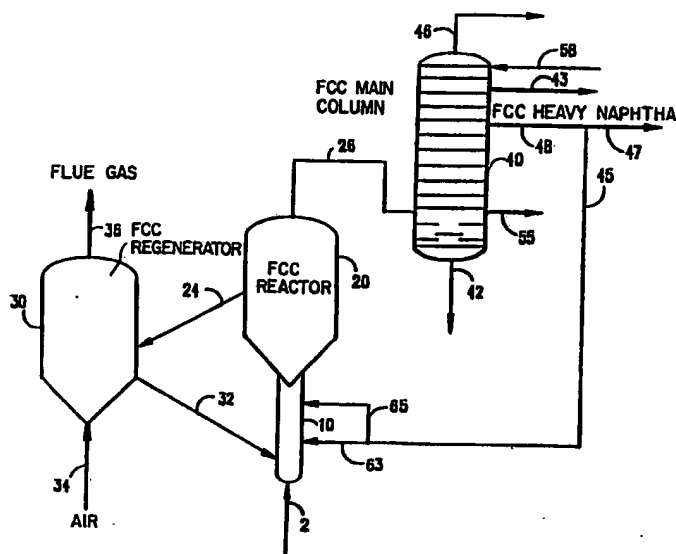 46
58
FCC MAIN
COLUMN
43
FCC HEAVY NAPHTHA
48
47
40
45
26
55
FLUE GAS
36
FCC
REGENERATOR
FCC
REACTOR
20
42
30
24
32
65
10
63
34
AIR
2